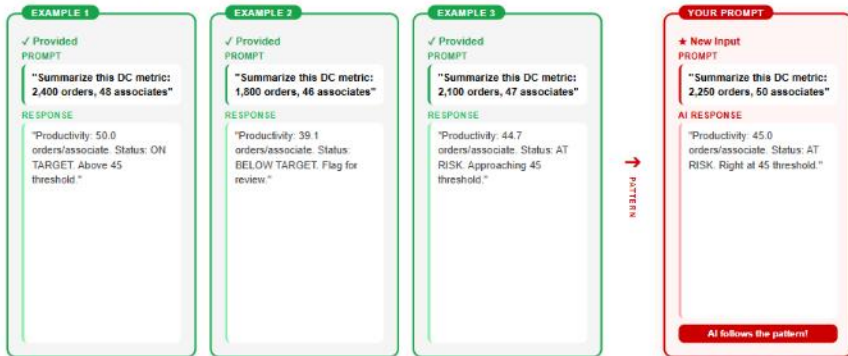 EXAMPLE 1
✓ Provided
PROMPT
"Summarize this DC metric:
2,400 orders, 48 associates"
RESPONSE
"Productivity: 50.0
orders/associate. Status: ON
TARGET. Above 45
threshold."
EXAMPLE 2
✓ Provided
PROMPT
"Summarize this DC metric:
1,800 orders, 46 associates"
RESPONSE
"Productivity: 39.1
orders/associate. Status:
BELOW TARGET. Flag for
review."
EXAMPLE 3
✓ Provided
PROMPT
"Summarize this DC metric:
2,100 orders, 47 associates"
RESPONSE
"Productivity: 44.7
orders/associate. Status: AT
RISK. Approaching 45
threshold."
➔
PATTERN
YOUR PROMPT
★ New Input
PROMPT
"Summarize this DC metric:
2,250 orders, 50 associates"
AI RESPONSE
"Productivity: 45.0
orders/associate. Status: AT
RISK. Right at 45 threshold."
AI follows the pattern!